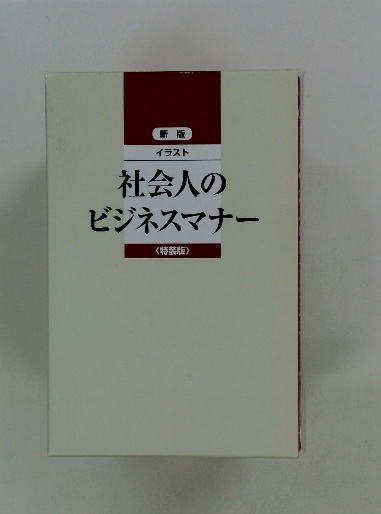 新版
イラスト
社会人の
ビジネスマナー
〈特装版〉